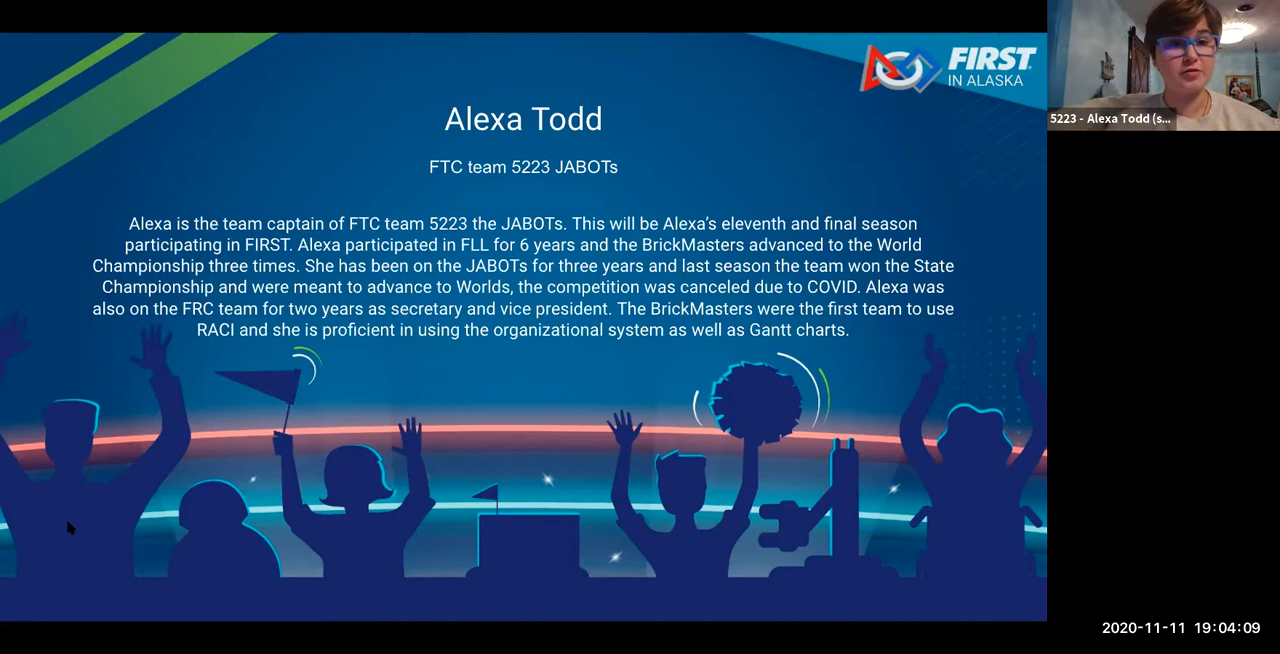 FIRST
IN ALASKA
5223 - Alexa Todd (s...
Alexa Todd
FTC team 5223 JABOTs
Alexa is the team captain of FTC team 5223 the JABOTs. This will be Alexa’s eleventh and final season
participating in FIRST. Alexa participated in FLL for 6 years and the BrickMasters advanced to the World
Championship three times. She has been on the JABOTs for three years and last season the team won the State
Championship and were meant to advance to Worlds, the competition was canceled due to COVID. Alexa was
also on the FRC team for two years as secretary and vice president. The BrickMasters were the first team to use
RACI and she is proficient in using the organizational system as well as Gantt charts.
2020-11-11 19:04:09